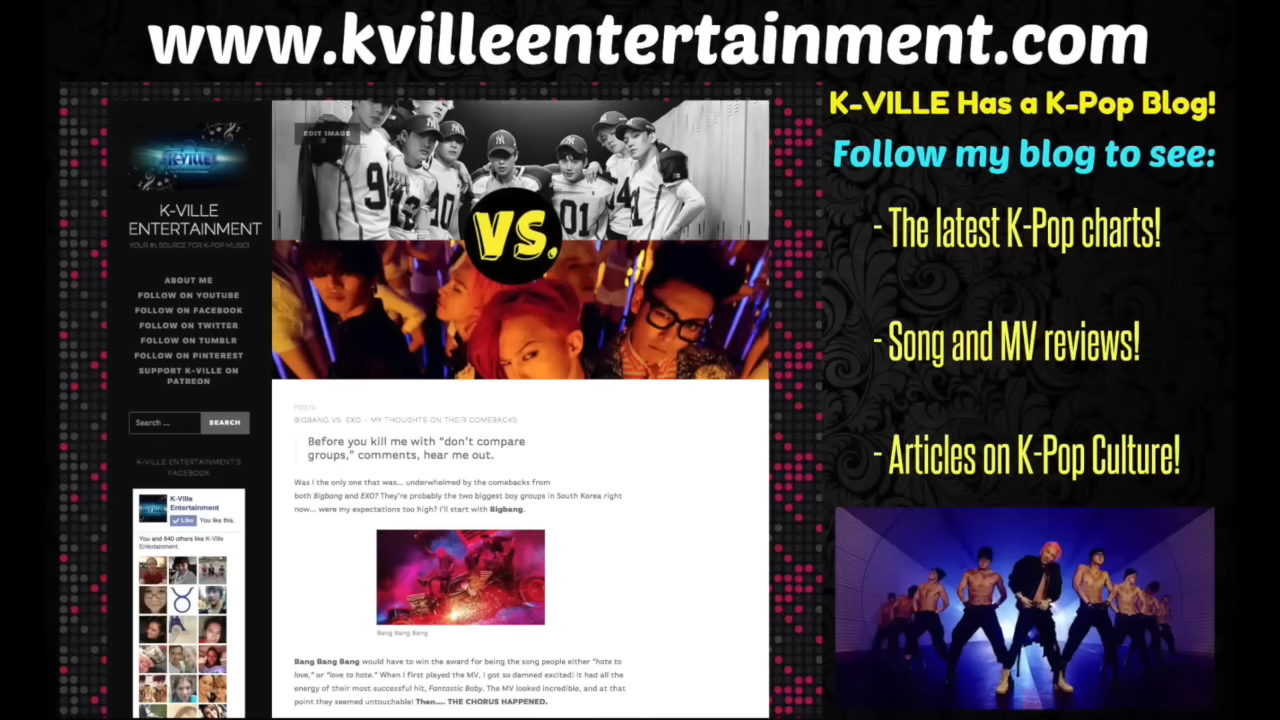 www.kvilleentertainment.com
K-VILLE Has a K-Pop Blog!
Follow my blog to see:
- The latest K-Pop charts!
- Song and MV reviews!
- Articles on K-Pop Culture!
EDIT IMAGE
VS.
K-VILLE
K-VILLE
ENTERTAINMENT
YOUR #1 SOURCE FOR K-POP MUSIC!
ABOUT ME
FOLLOW ON YOUTUBE
FOLLOW ON FACEBOOK
FOLLOW ON TWITTER
FOLLOW ON TUMBLR
FOLLOW ON PINTEREST
SUPPORT K-VILLE ON
PATREON
Search ...
SEARCH
K-VILLE ENTERTAINMENT'S
FACEBOOK
K-Ville
Entertainment
Like
You like this.
You and 640 others like K-Ville
Entertainment.
POSTS
BIGBANG VS. EXO – MY THOUGHTS ON THEIR COMEBACKS
Before you kill me with “don’t compare
groups,” comments, hear me out.
Was I the only one that was... underwhelmed by the comebacks from
both Bigbang and EXO? They’re probably the two biggest boy groups in South Korea right
now... were my expectations too high? I’ll start with Bigbang.
Bang Bang Bang
Bang Bang Bang would have to win the award for being the song people either “hate to
love,” or “love to hate.” When I first played the MV, I got so damned excited! It had all the
energy of their most successful hit, Fantastic Baby. The MV looked incredible, and at that
point they seemed untouchable! Then.... THE CHORUS HAPPENED.